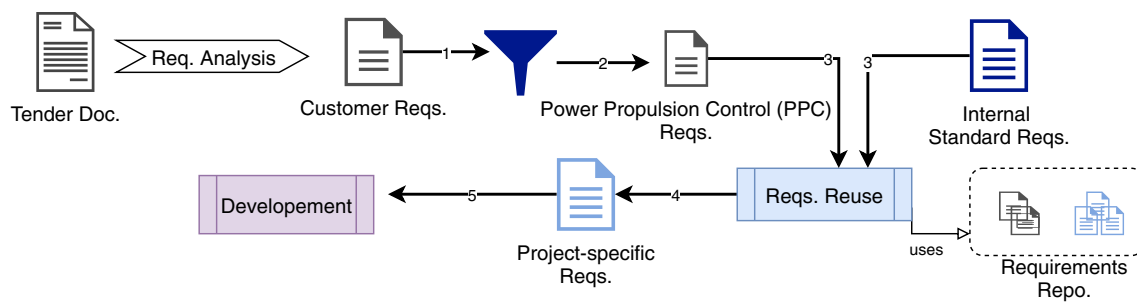 Tender Doc.
Req. Analysis
Customer Reqs.
1
2
Power Propulsion Control (PPC)
Reqs.
3
3
Internal
Standard Reqs.
Reqs. Reuse
uses
Requirements
Repo.
4
Project-specific
Reqs.
5
Developement